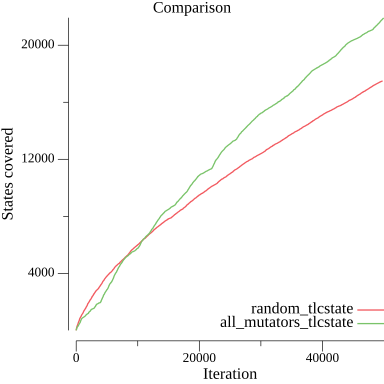 Comparison
20000
12000
4000
States covered
random_tlcstate
all_mutators_tlcstate
0
20000
40000
Iteration